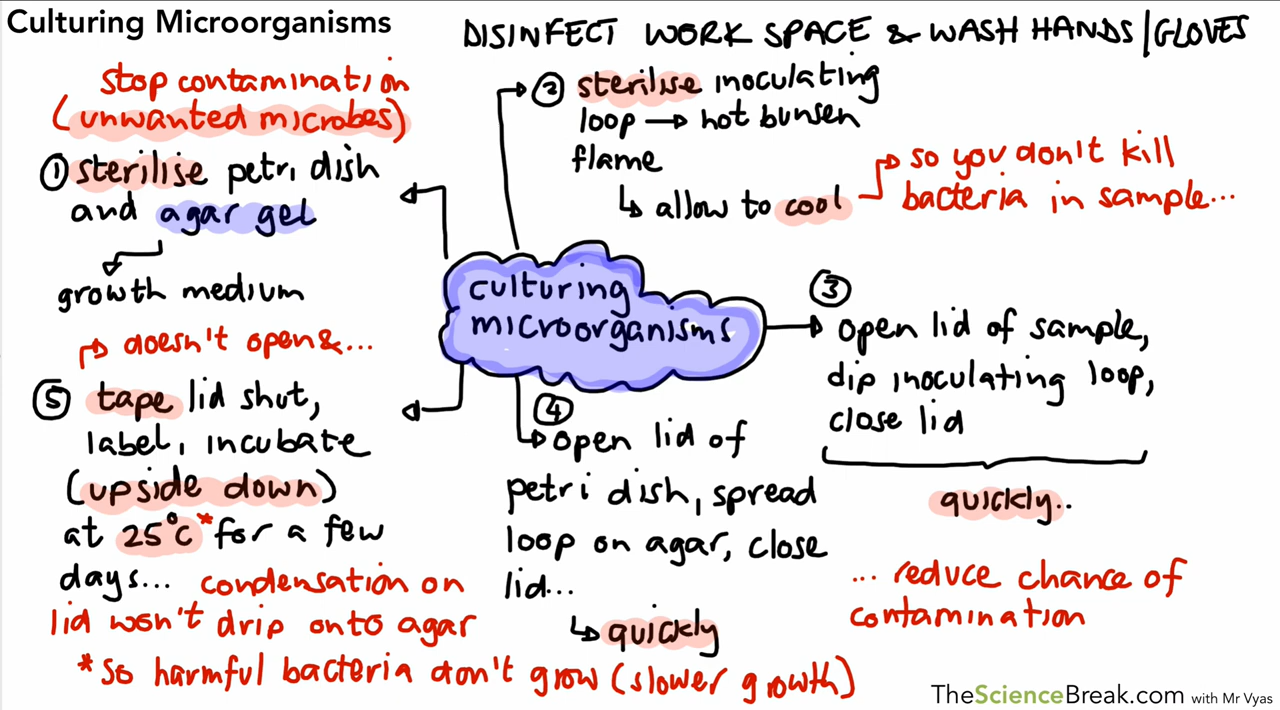 Culturing Microorganisms
DISINFECT WORK SPACE & WASH HANDS/GLOVES
stop contamination
(unwanted microbes)
① sterilise petri dish
and agar gel
growth medium
② sterilise inoculating
loop → hot bunsen
flame
↳ allow to cool
→ so you don't kill
bacteria in sample...
culturing
microorganisms
③
open lid of sample,
dip inoculating loop,
close lid
quickly..
... reduce chance of
contamination
④
open lid of
petri dish, spread
loop on agar, close
lid...
↳ quickly
→ doesn't open &...
⑤ tape lid shut,
label, incubate
(upside down)
at 25°C* for a few
days... condensation on
lid won't drip onto agar
*so harmful bacteria don't grow (slower growth)
TheScienceBreak.com with Mr Vyas